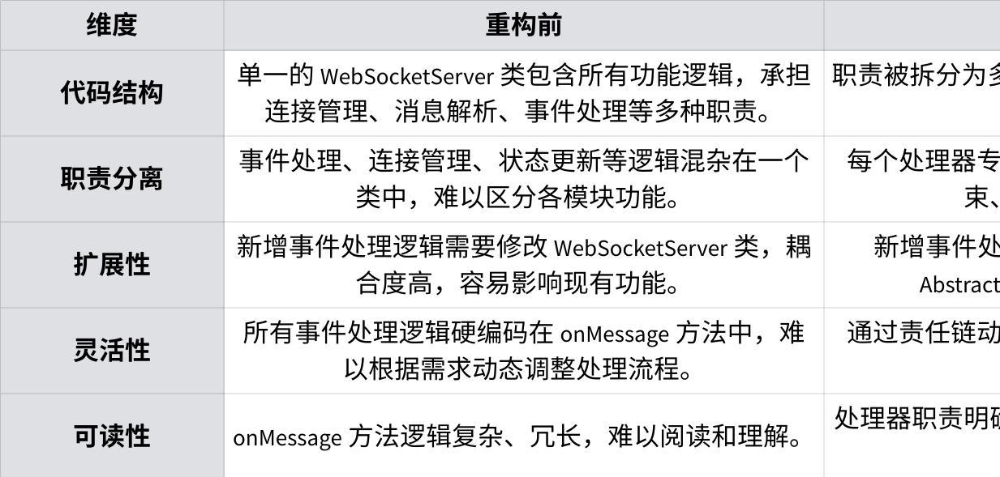 维度
重构前
代码结构
单一的 WebSocketServer 类包含所有功能逻辑，承担
连接管理、消息解析、事件处理等多种职责。
职责被拆分为多
职责分离
事件处理、连接管理、状态更新等逻辑混杂在一个
类中，难以区分各模块功能。
每个处理器专
束、
扩展性
新增事件处理逻辑需要修改 WebSocketServer 类，耦
合度高，容易影响现有功能。
新增事件处
Abstract
灵活性
所有事件处理逻辑硬编码在 onMessage 方法中，难
以根据需求动态调整处理流程。
通过责任链动
可读性
onMessage 方法逻辑复杂、冗长，难以阅读和理解。
处理器职责明确